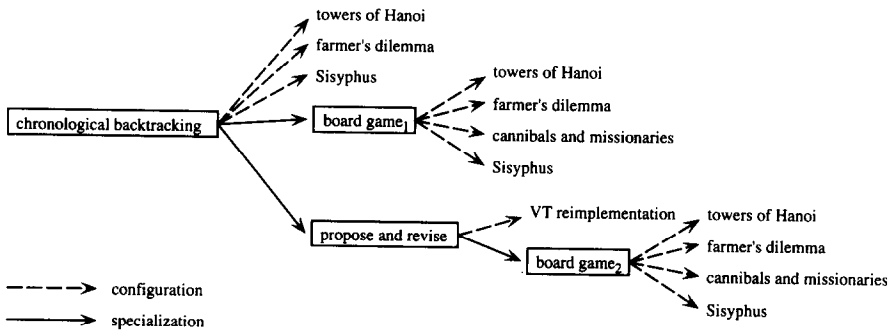 towers of Hanoi
farmer's dilemma
Sisyphus
chronological backtracking
board game₁
towers of Hanoi
farmer's dilemma
cannibals and missionaries
Sisyphus
propose and revise
VT reimplementation
board game₂
towers of Hanoi
farmer's dilemma
cannibals and missionaries
Sisyphus
configuration
specialization